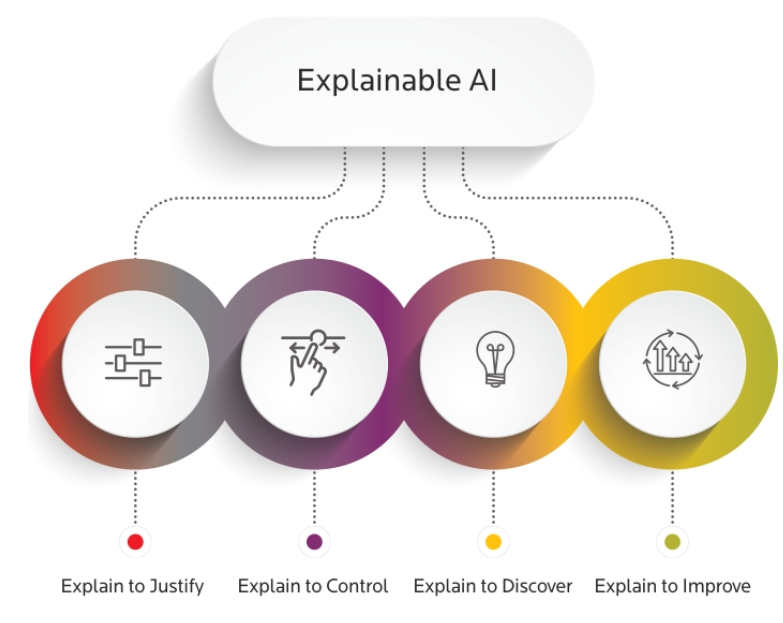 Explainable AI
Explain to Justify
Explain to Control
Explain to Discover
Explain to Improve